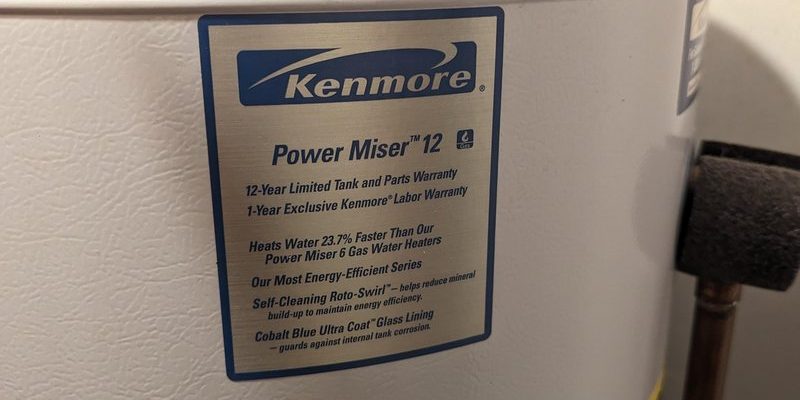 Kenmore®
Power Miser™ 12
Gas
12-Year Limited Tank and Parts Warranty
1-Year Exclusive Kenmore® Labor Warranty
Heats Water 23.7% Faster Than Our
Power Miser 6 Gas Water Heaters
Our Most Energy-Efficient Series
Self-Cleaning Roto-Swirl™ – helps reduce mineral
build-up to maintain energy efficiency.
Cobalt Blue Ultra Coat™ Glass Lining
– guards against internal tank corrosion.